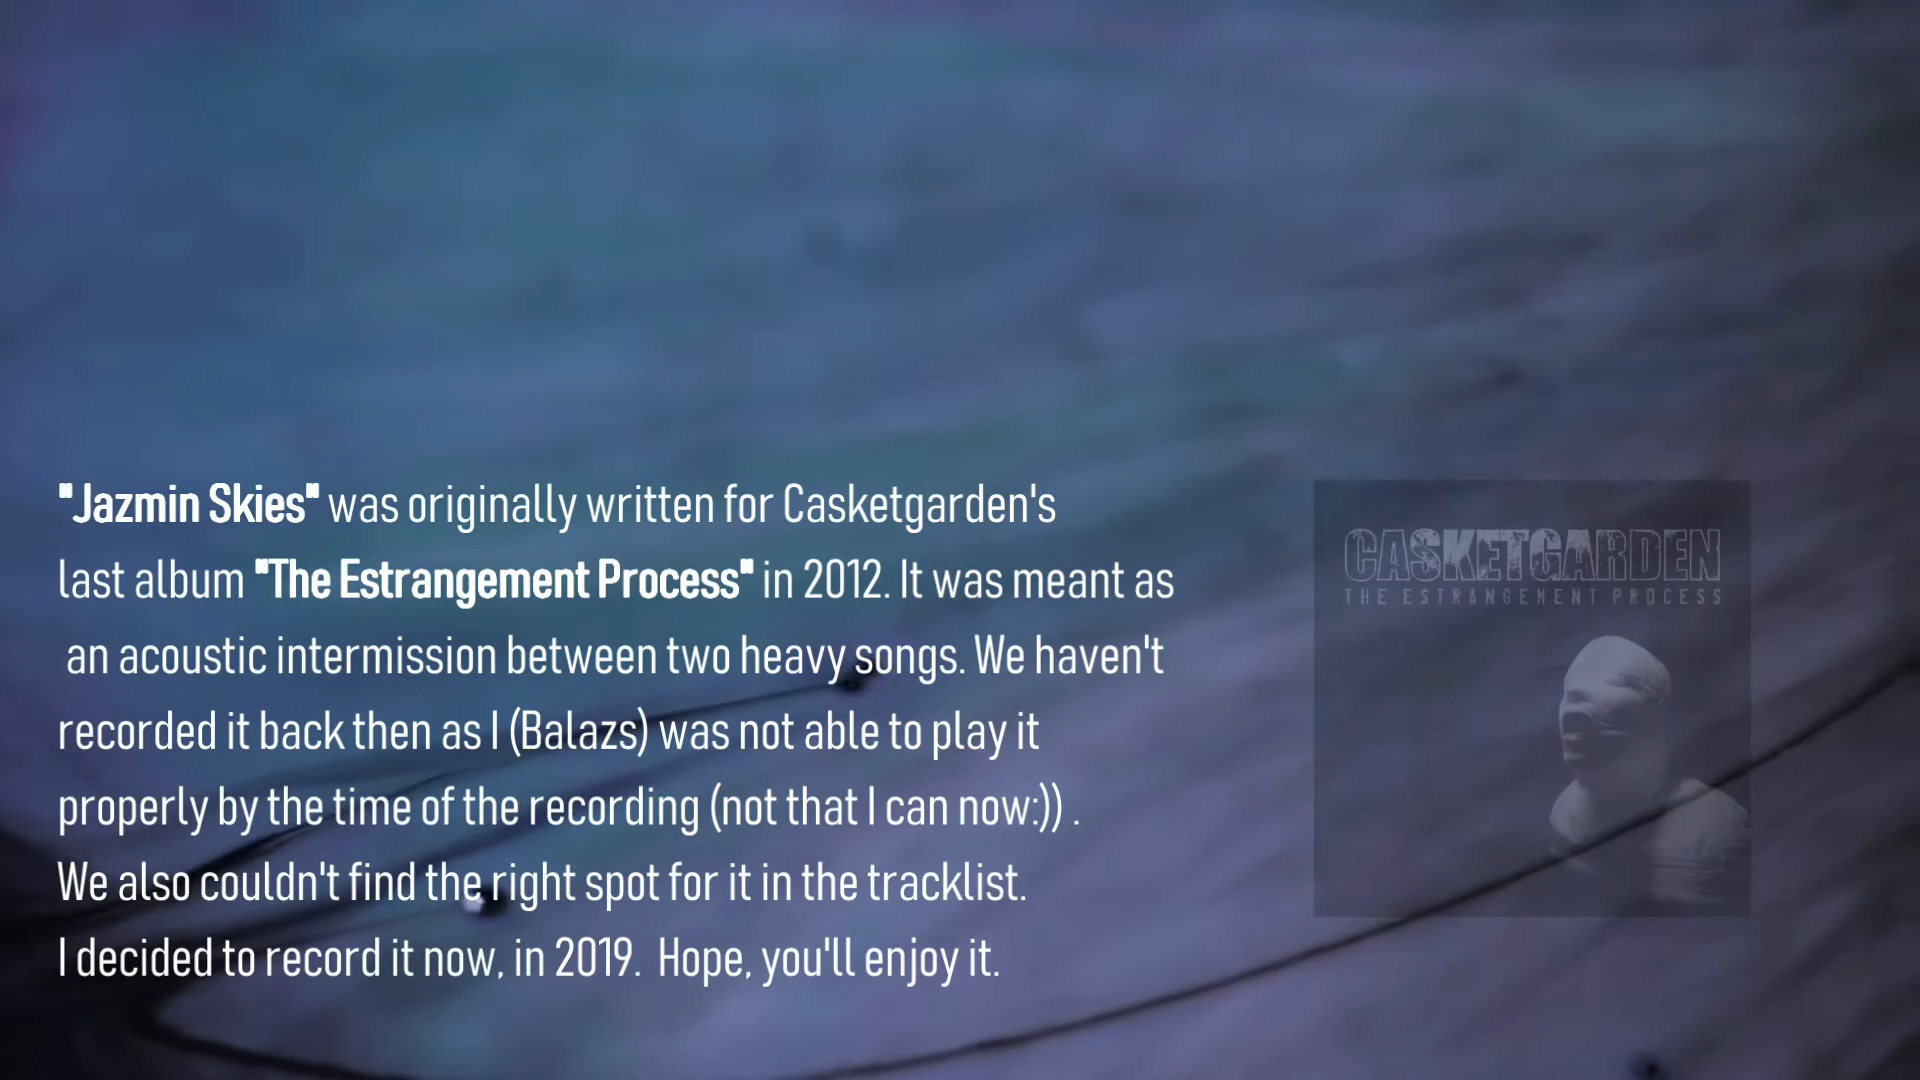 "Jazmin Skies" was originally written for Casketgarden's
last album "The Estrangement Process" in 2012. It was meant as
an acoustic intermission between two heavy songs. We haven't
recorded it back then as I (Balazs) was not able to play it
properly by the time of the recording (not that I can now:)) .
We also couldn't find the right spot for it in the tracklist.
I decided to record it now, in 2019.  Hope, you'll enjoy it.
CASKETGARDEN
THE ESTRANGEMENT PROCESS